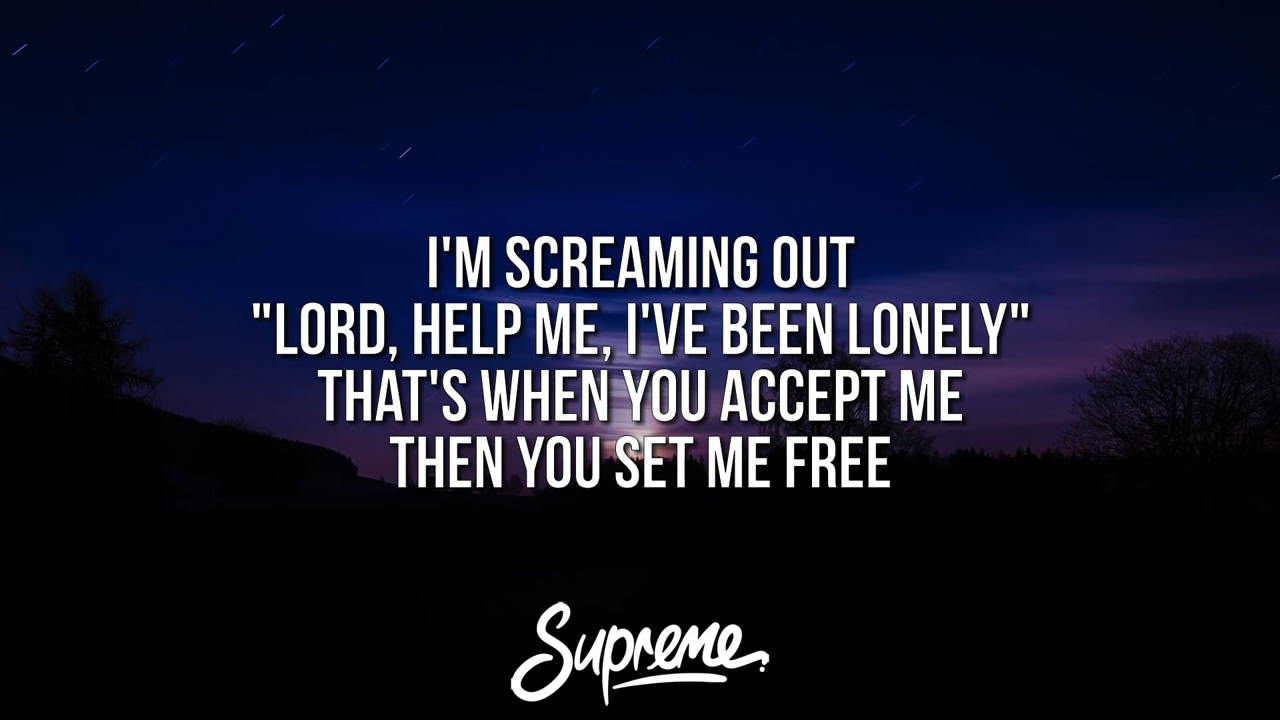 I'M SCREAMING OUT
"LORD, HELP ME, I'VE BEEN LONELY"
THAT'S WHEN YOU ACCEPT ME
THEN YOU SET ME FREE
Supreme